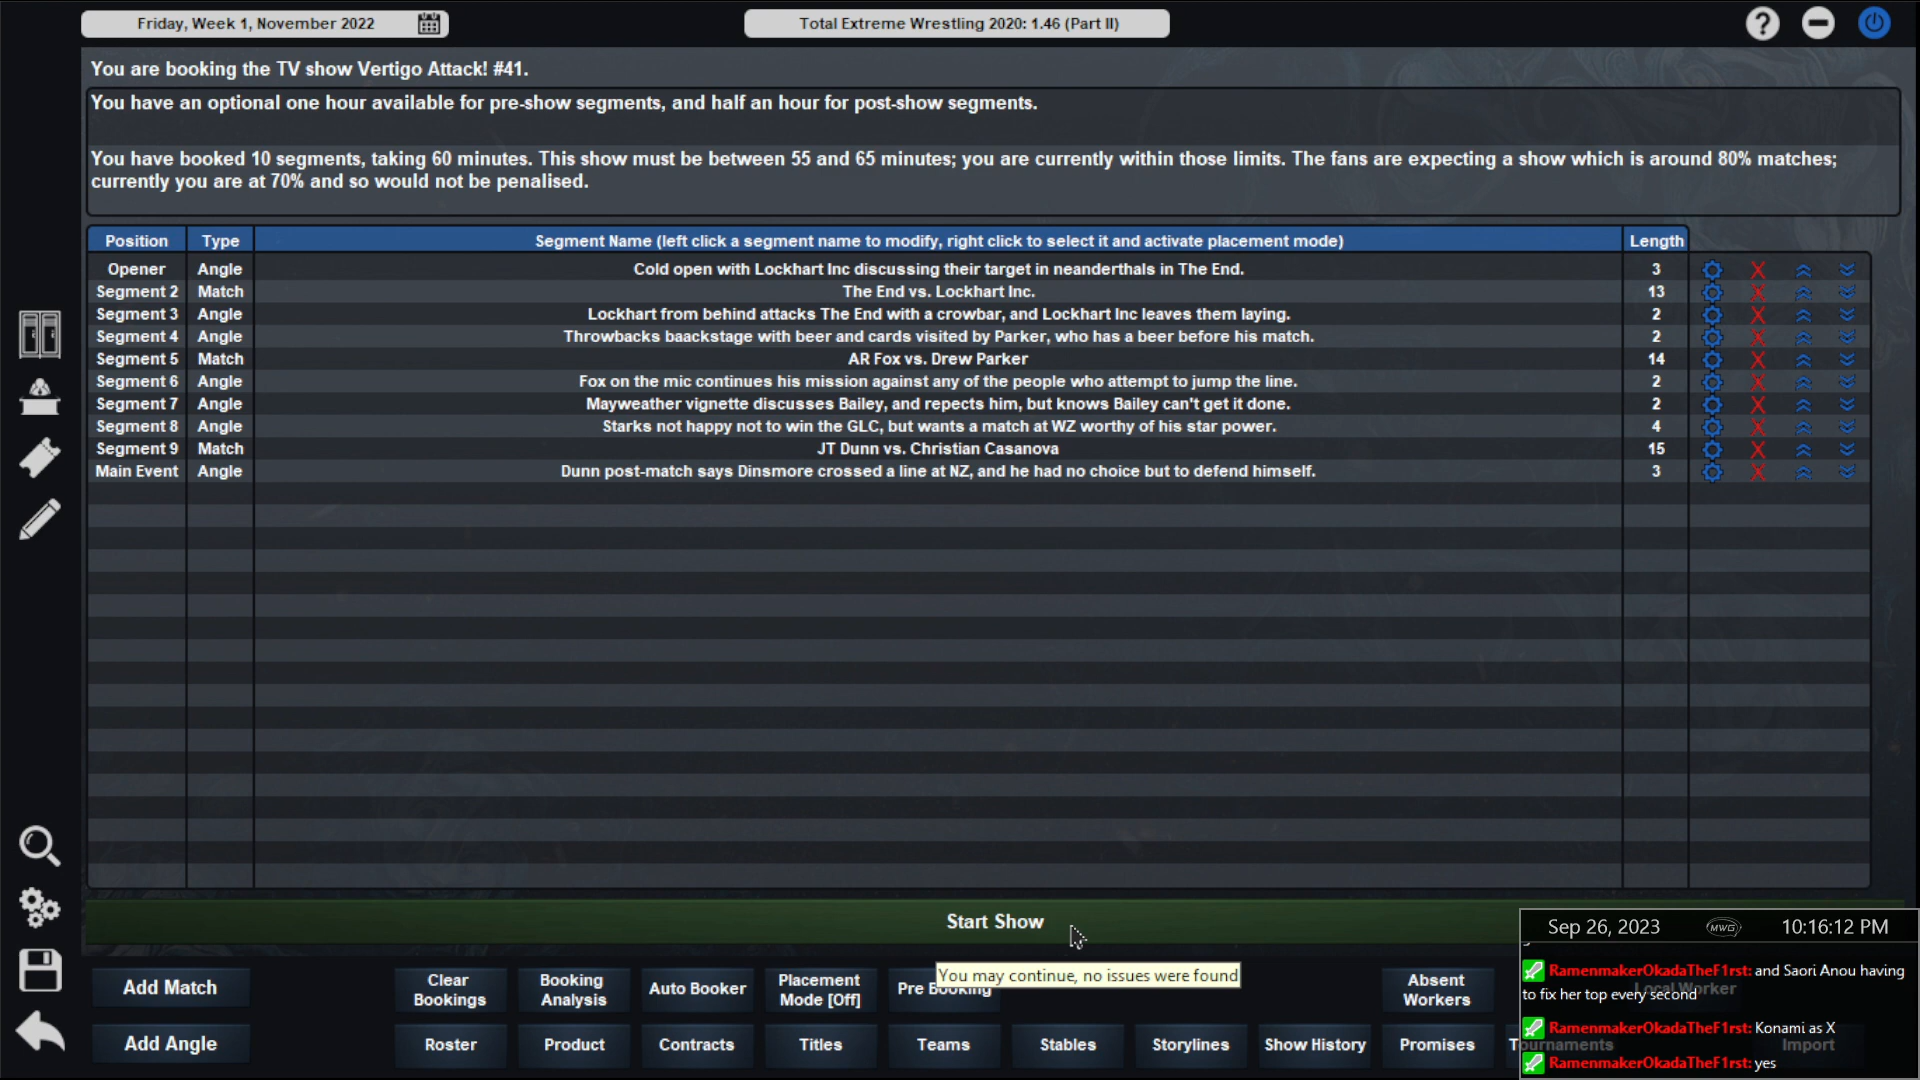 Friday, Week 1, November 2022
Total Extreme Wrestling 2020: 1.46 (Part II)
You are booking the TV show Vertigo Attack! #41.
You have an optional one hour available for pre-show segments, and half an hour for post-show segments.
You have booked 10 segments, taking 60 minutes. This show must be between 55 and 65 minutes; you are currently within those limits. The fans are expecting a show which is around 80% matches;
currently you are at 70% and so would not be penalised.
Position Type Segment Name (left click a segment name to modify, right click to select it and activate placement mode) Length
Opener Angle Cold open with Lockhart Inc discussing their target in neanderthals in The End. 3
Segment 2 Match The End vs. Lockhart Inc. 13
Segment 3 Angle Lockhart from behind attacks The End with a crowbar, and Lockhart Inc leaves them laying. 2
Segment 4 Angle Throwbacks baackstage with beer and cards visited by Parker, who has a beer before his match. 2
Segment 5 Match AR Fox vs. Drew Parker 14
Segment 6 Angle Fox on the mic continues his mission against any of the people who attempt to jump the line. 2
Segment 7 Angle Mayweather vignette discusses Bailey, and repects him, but knows Bailey can't get it done. 2
Segment 8 Angle Starks not happy not to win the GLC, but wants a match at WZ worthy of his star power. 4
Segment 9 Match JT Dunn vs. Christian Casanova 15
Main Event Angle Dunn post-match says Dinsmore crossed a line at NZ, and he had no choice but to defend himself. 3
Start Show
You may continue, no issues were found
Add Match
Clear Bookings
Booking Analysis
Auto Booker
Placement Mode [Off]
Pre Booking
Absent Workers
Local Worker
Add Angle
Roster
Product
Contracts
Titles
Teams
Stables
Storylines
Show History
Promises
Tournaments
Import
Sep 26, 2023 MWG 10:16:12 PM
RamenmakerOkadaTheF1rst: and Saori Anou having
to fix her top every second
RamenmakerOkadaTheF1rst: Konami as X
RamenmakerOkadaTheF1rst: yes